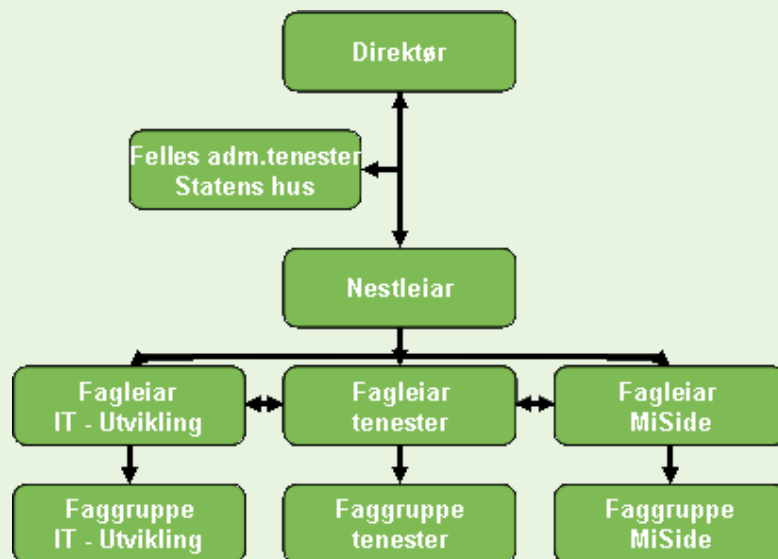 Direktør
Felles adm.tenester
Statens hus
Nestleiar
Fagleiar
IT - Utvikling
Fagleiar
tenester
Fagleiar
MiSide
Faggruppe
IT - Utvikling
Faggruppe
tenester
Faggruppe
MiSide